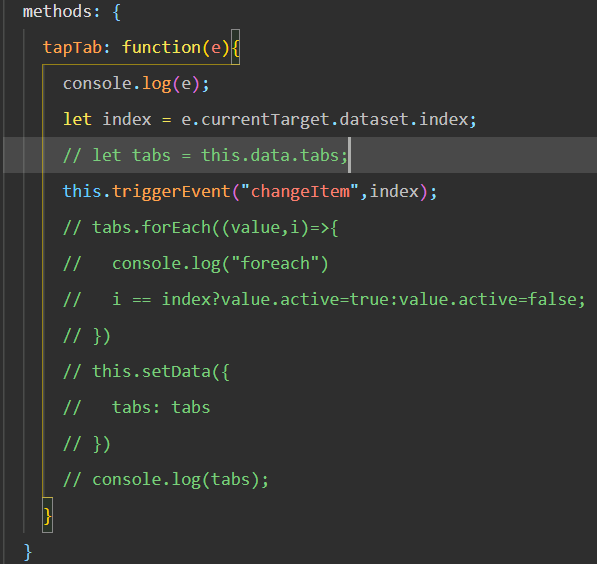 methods: {
tapTab: function(e){
console.log(e);
let index = e.currentTarget.dataset.index;
// let tabs = this.data.tabs;
this.triggerEvent("changeItem",index);
// tabs.forEach((value,i)=>{
//   console.log("foreach")
//   i == index?value.active=true:value.active=false;
// })
// this.setData({
//   tabs: tabs
// })
// console.log(tabs);
}
}